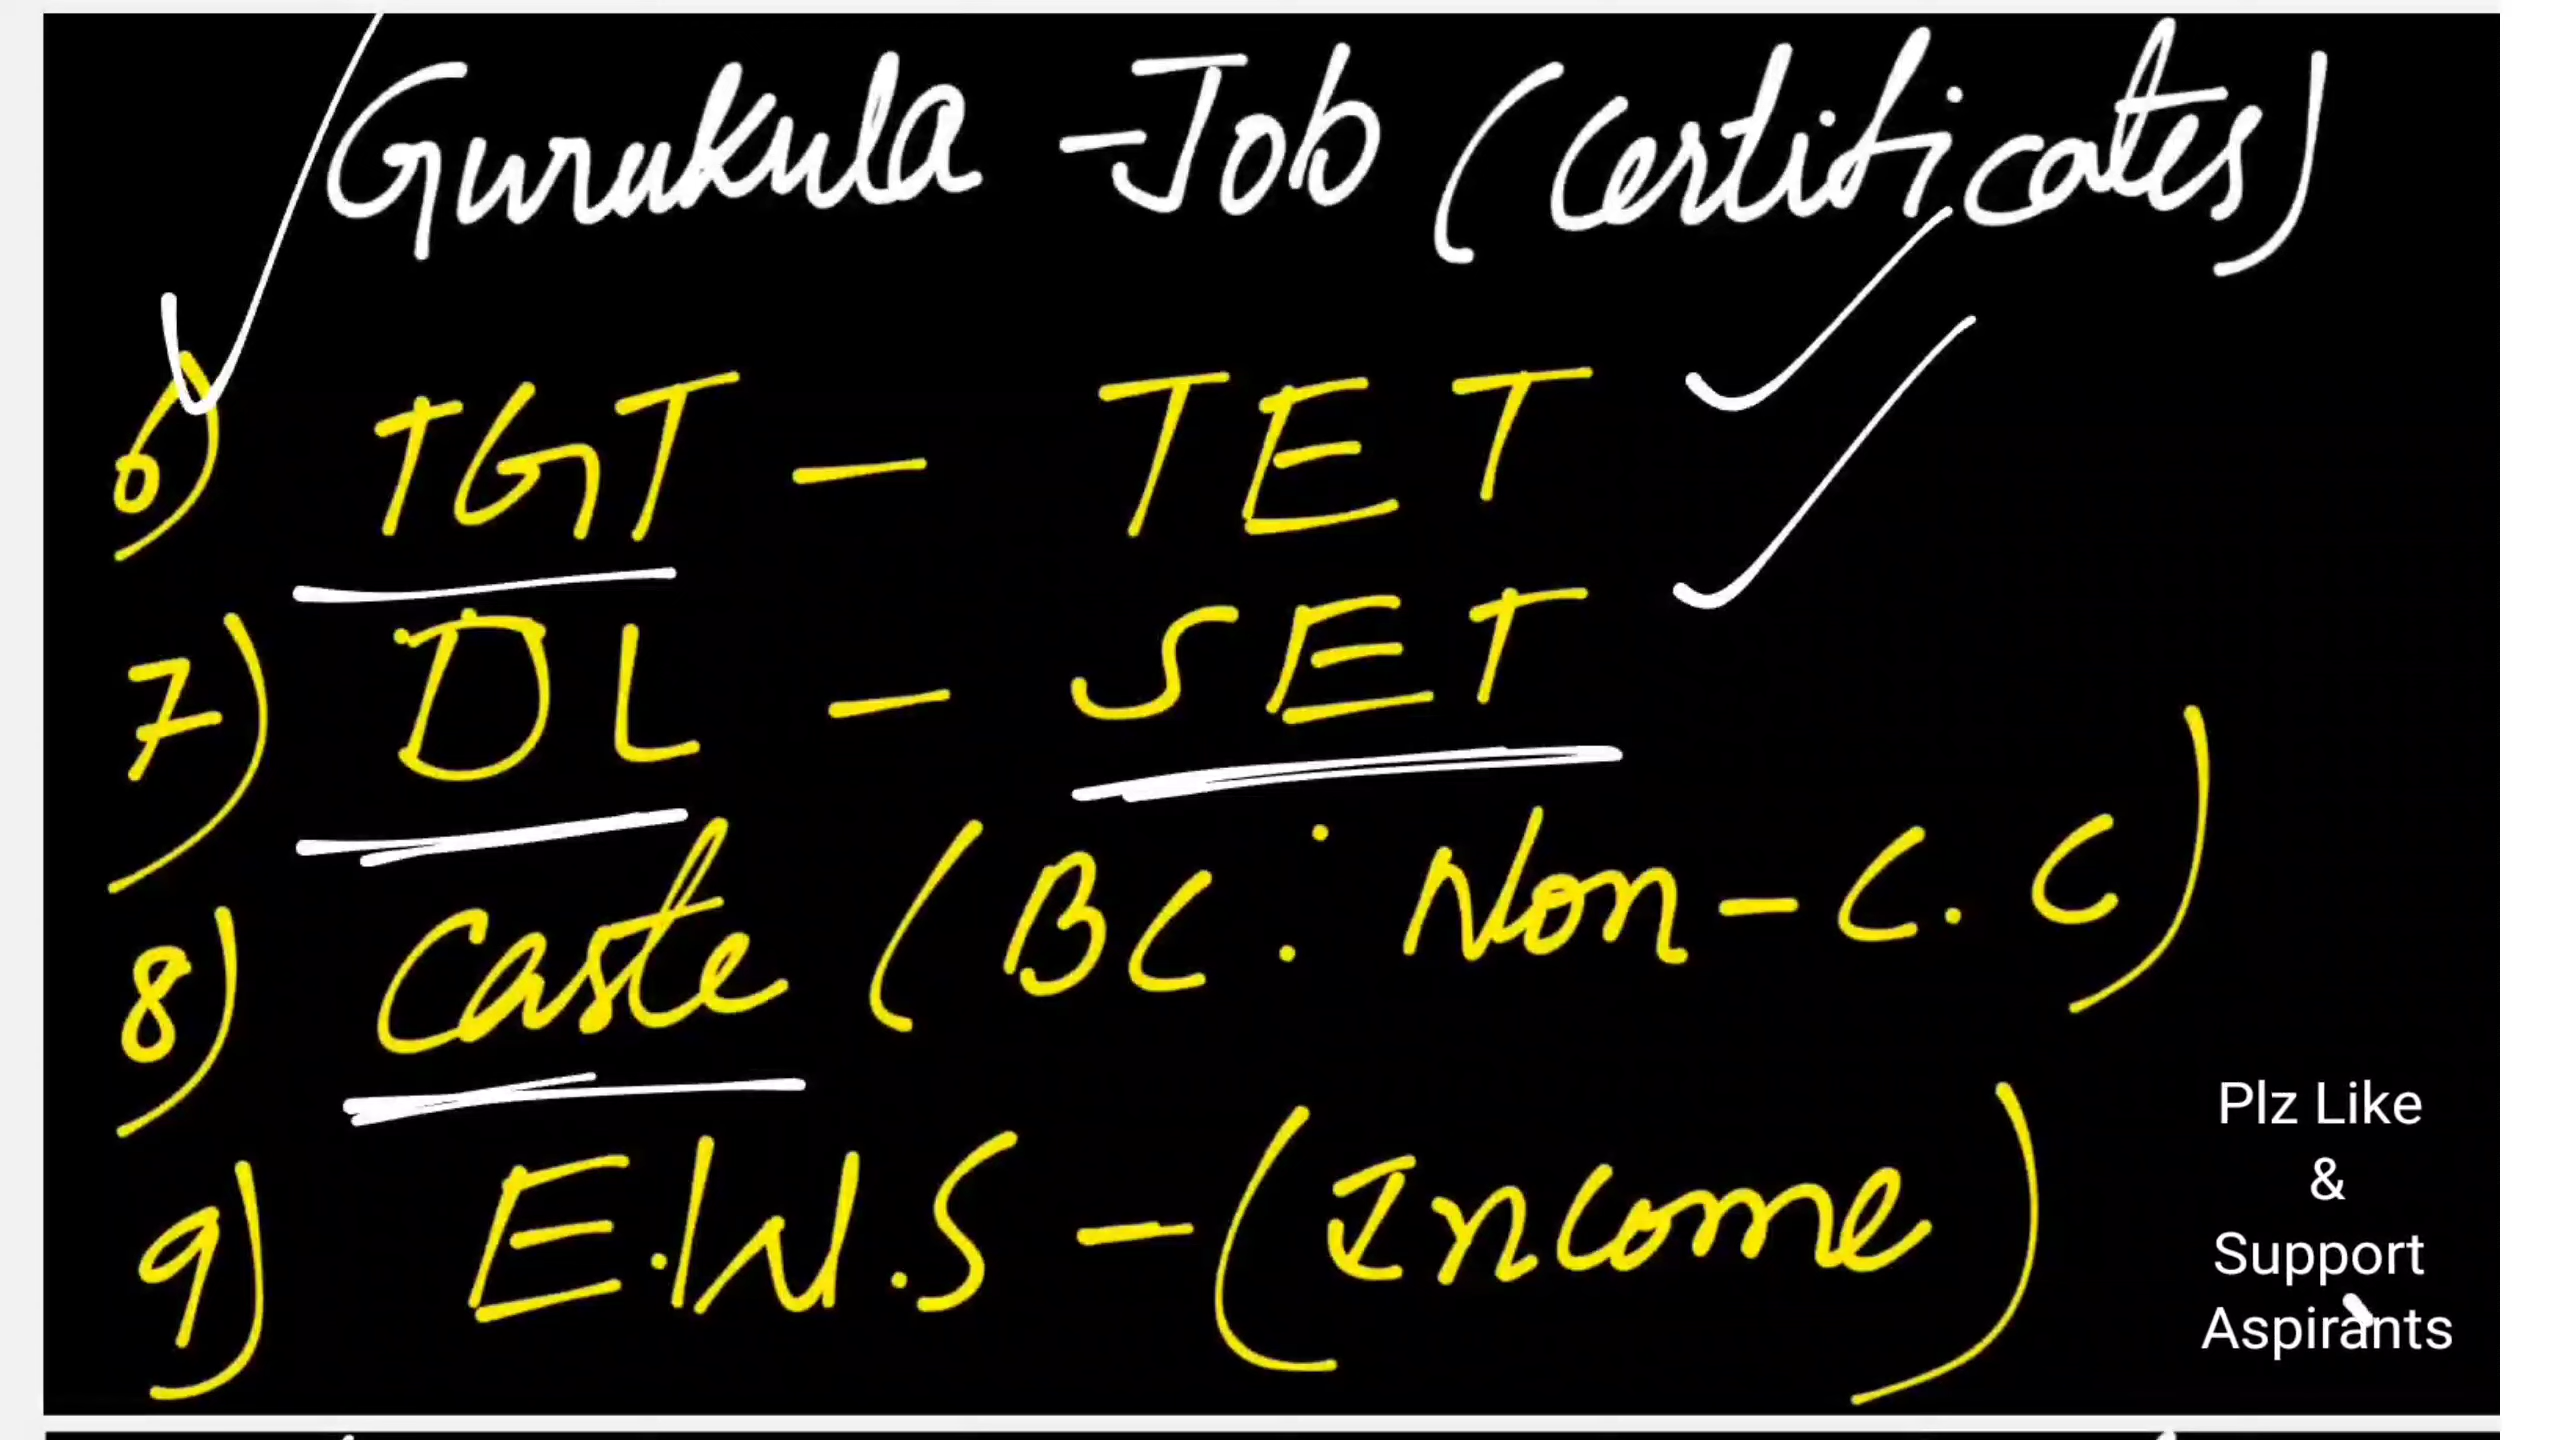 Gurukula - Job (Certificates)
6) TGT - TET
7) DL - SET
8) Caste (BC: Non-C.C)
9) E.W.S - (Income)
Plz Like
&
Support
Aspirants